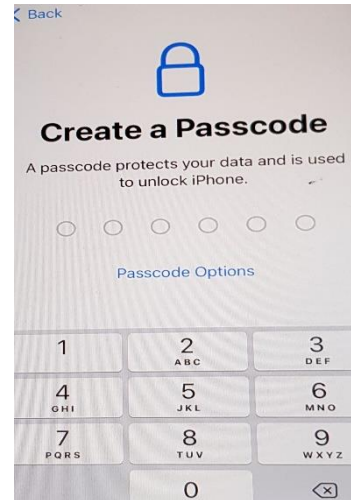 Back
Create a Passcode
A passcode protects your data and is used
to unlock iPhone.
Passcode Options
1 2 3
ABC DEF
4 5 6
GHI JKL MNO
7 8 9
PQRS TUV WXYZ
0